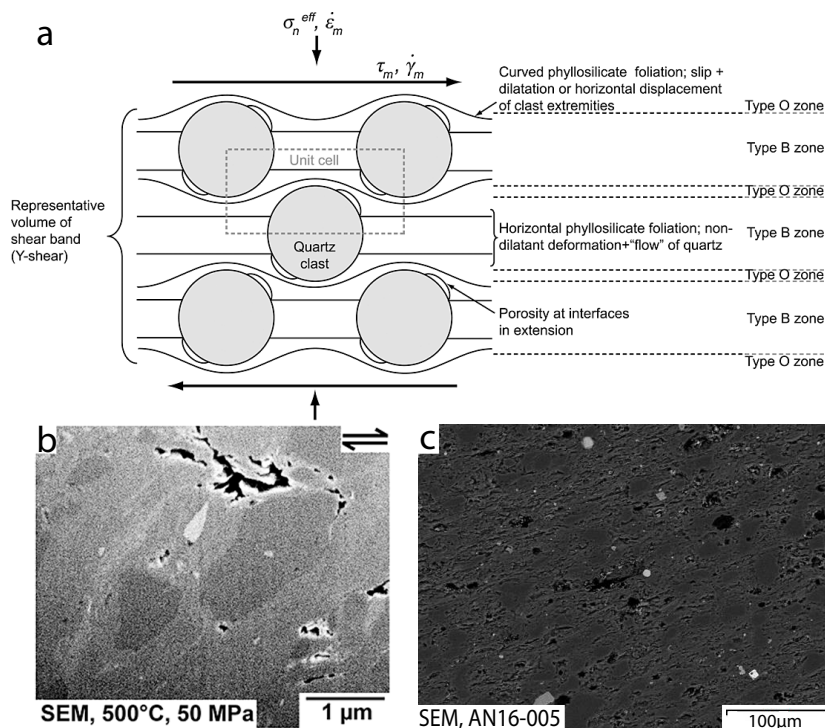 a
σn^eff, ε̇m
τm, γ̇m
Curved phyllosilicate foliation; slip +
dilatation or horizontal displacement
of clast extremities
Type O zone
Unit cell
Type B zone
Type O zone
Representative
volume of
shear band
(Y-shear)
Quartz
clast
Horizontal phyllosilicate foliation; non-
dilatant deformation+“flow” of quartz
Type B zone
Type O zone
Porosity at interfaces
in extension
Type B zone
Type O zone
b
c
SEM, 500°C, 50 MPa
1 µm
SEM, AN16-005
100µm